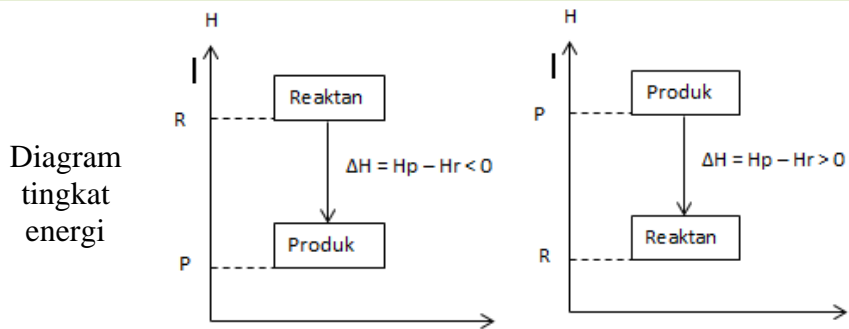 Diagram
tingkat
energi
H
R
Reaktan
ΔH = Hp – Hr < 0
Produk
P
H
P
Produk
ΔH = Hp – Hr > 0
Reaktan
R